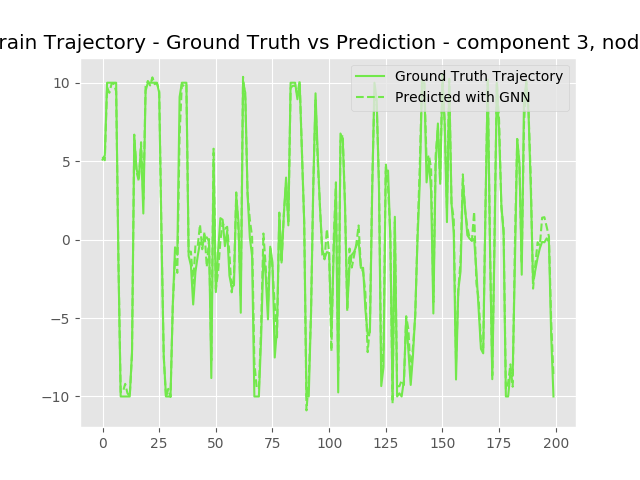 rain Trajectory - Ground Truth vs Prediction - component 3, nod
Ground Truth Trajectory
Predicted with GNN
10
5
0
−5
−10
0 25 50 75 100 125 150 175 200